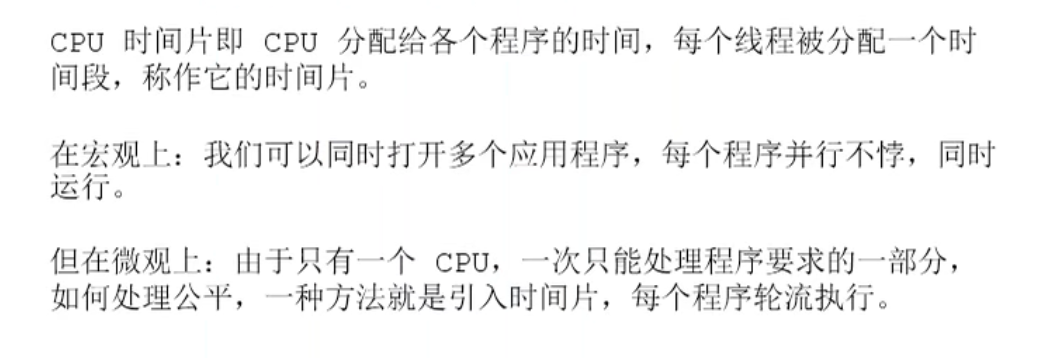 CPU 时间片即 CPU 分配给各个程序的时间，每个线程被分配一个时
间段，称作它的时间片。
在宏观上：我们可以同时打开多个应用程序，每个程序并行不悖，同时
运行。
但在微观上：由于只有一个 CPU，一次只能处理程序要求的一部分，
如何处理公平，一种方法就是引入时间片，每个程序轮流执行。